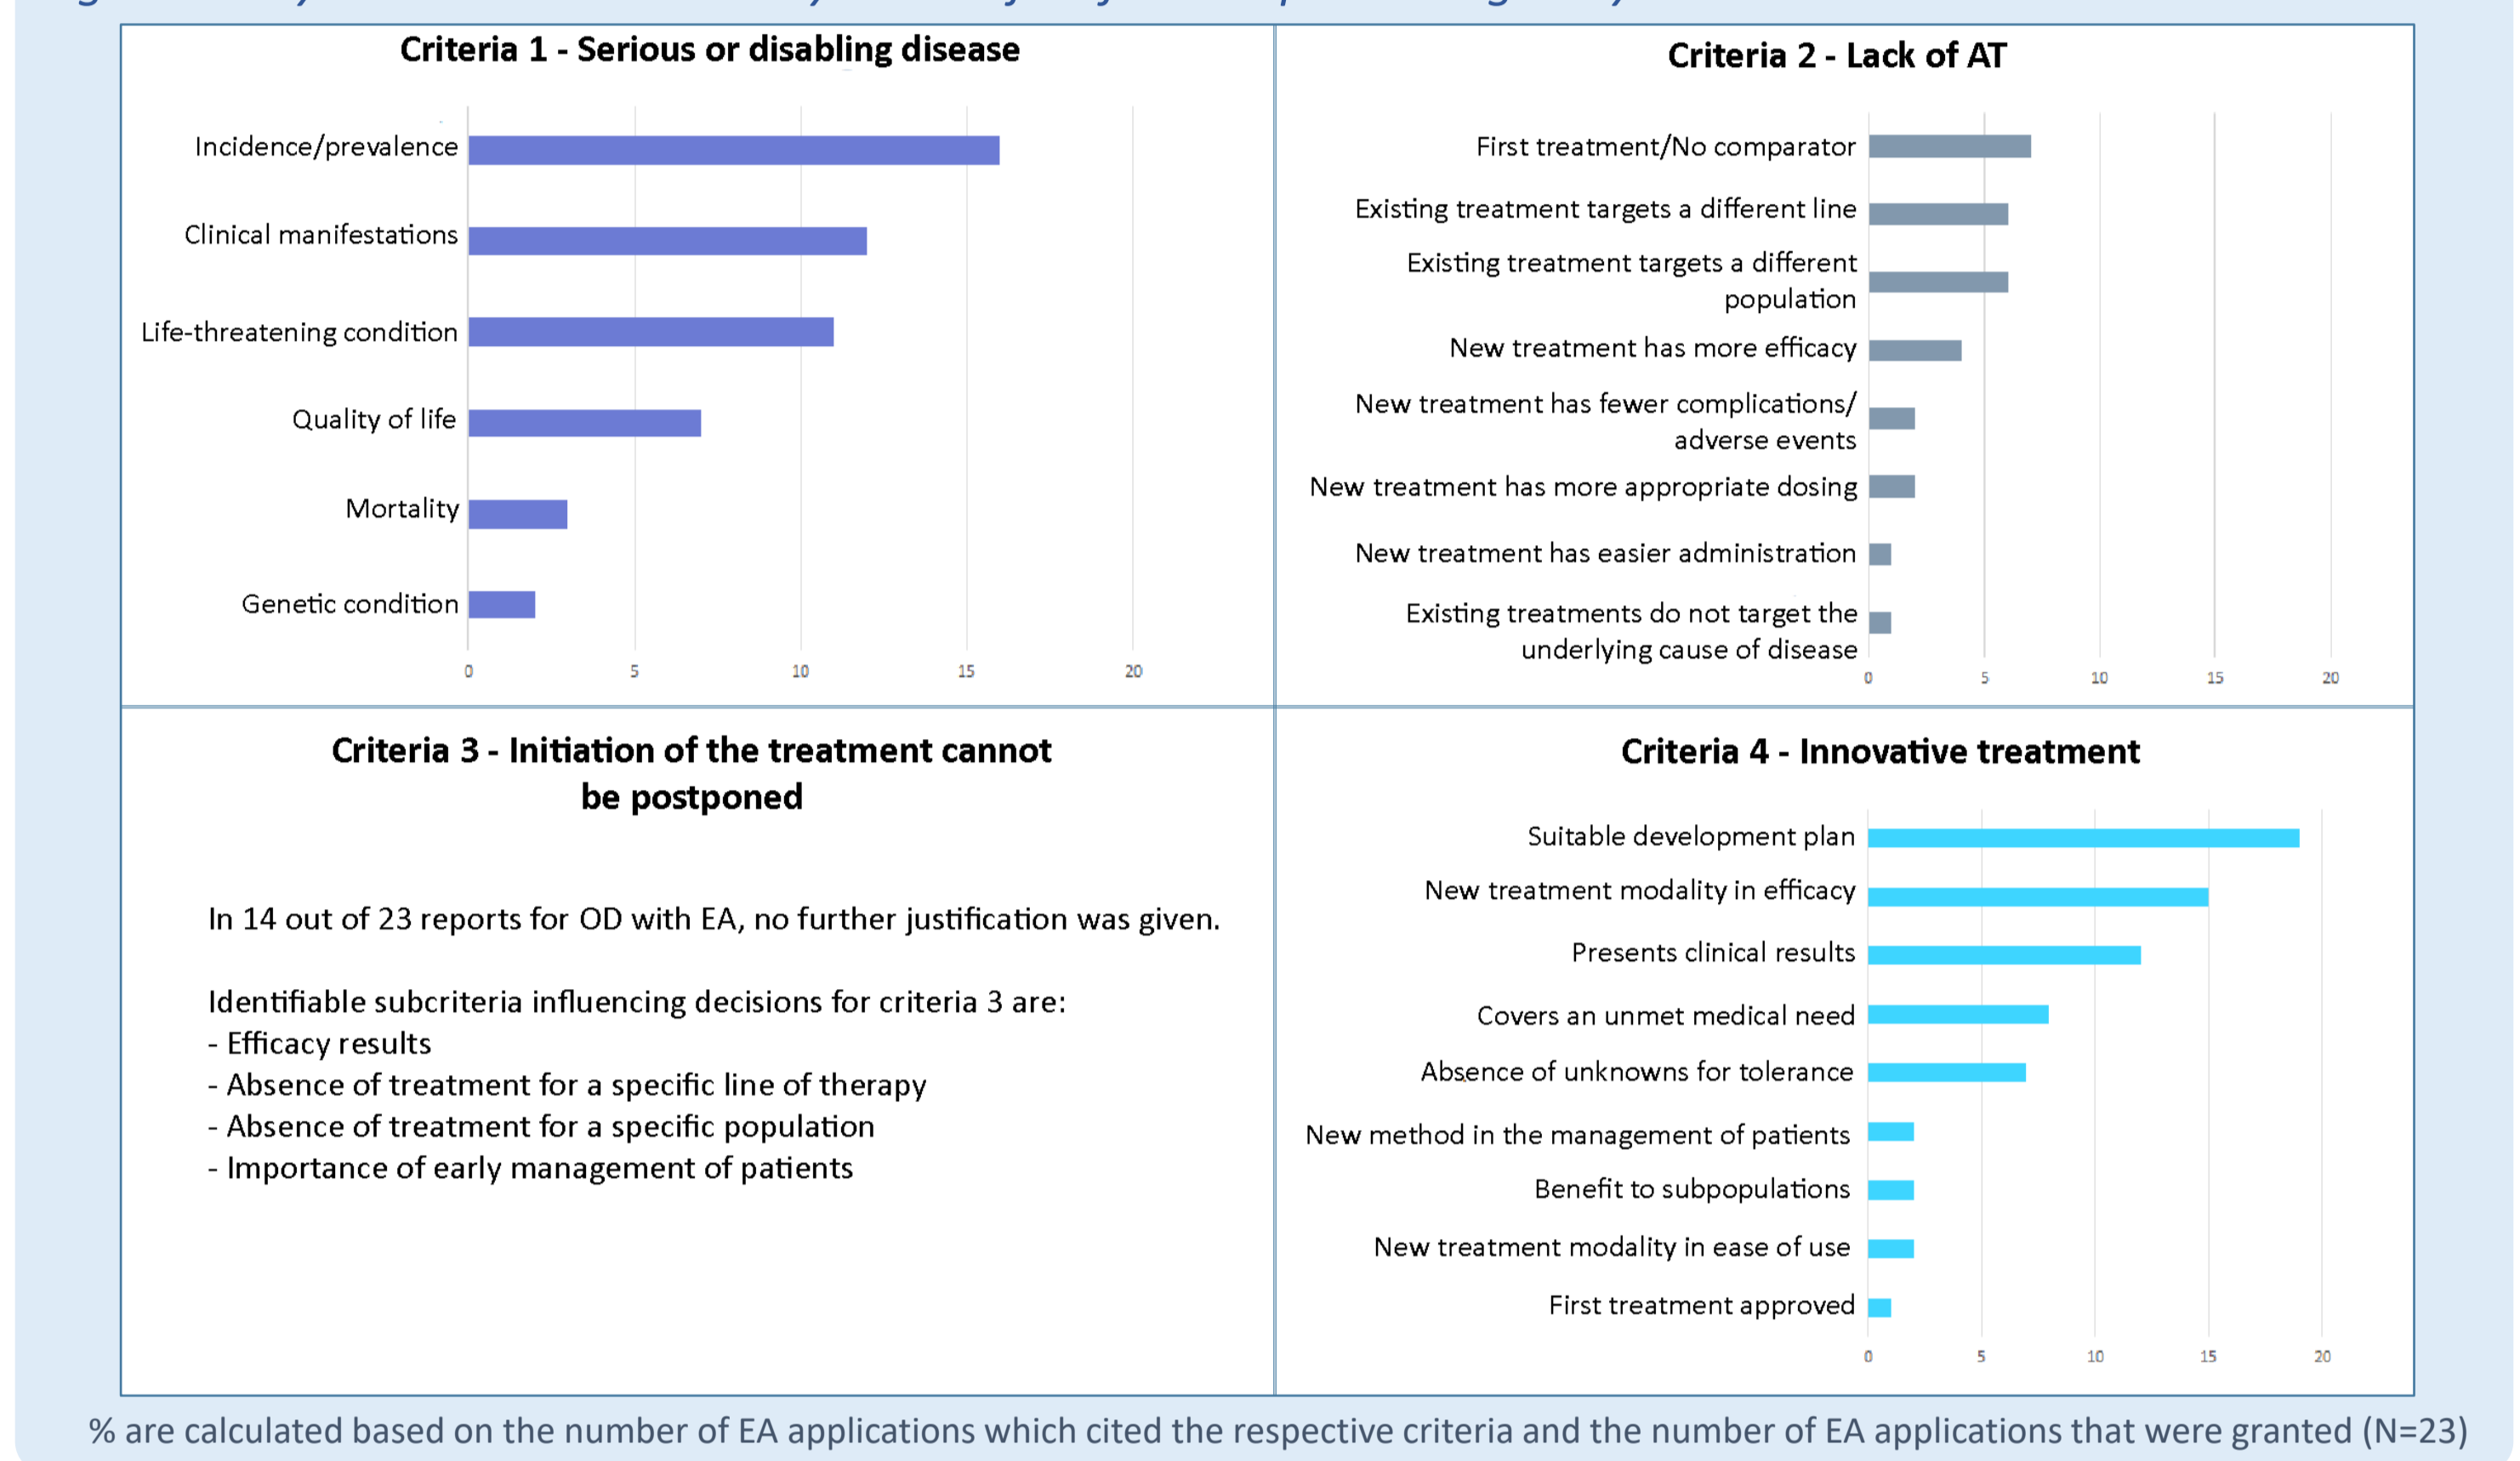 Criteria 1 - Serious or disabling disease
Incidence/prevalence
Clinical manifestations
Life-threatening condition
Quality of life
Mortality
Genetic condition
0 5 10 15 20
Criteria 2 - Lack of AT
First treatment/No comparator
Existing treatment targets a different line
Existing treatment targets a different
population
New treatment has more efficacy
New treatment has fewer complications/
adverse events
New treatment has more appropriate dosing
New treatment has easier administration
Existing treatments do not target the
underlying cause of disease
0 5 10 15 20
Criteria 3 - Initiation of the treatment cannot
be postponed
In 14 out of 23 reports for OD with EA, no further justification was given.
Identifiable subcriteria influencing decisions for criteria 3 are:
- Efficacy results
- Absence of treatment for a specific line of therapy
- Absence of treatment for a specific population
- Importance of early management of patients
Criteria 4 - Innovative treatment
Suitable development plan
New treatment modality in efficacy
Presents clinical results
Covers an unmet medical need
Absence of unknowns for tolerance
New method in the management of patients
Benefit to subpopulations
New treatment modality in ease of use
First treatment approved
0 5 10 15 20
% are calculated based on the number of EA applications which cited the respective criteria and the number of EA applications that were granted (N=23)